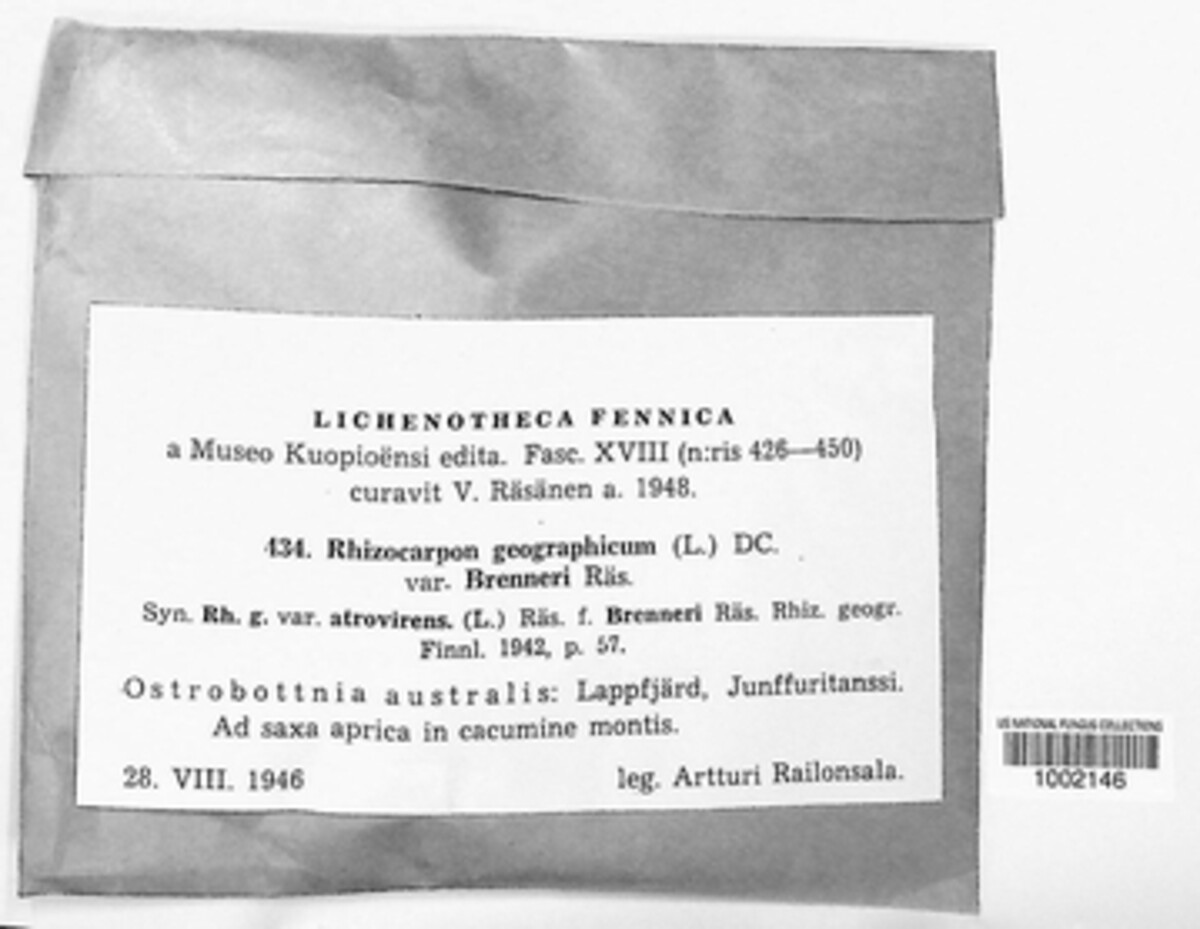 LICHENOTHECA FENNICA
a Museo Kuopioënsi edita. Fasc. XVIII (n:ris 426—450)
curavit V. Räsänen a. 1948.
434. Rhizocarpon geographicum (L.) DC.
var. Brenneri Räs.
Syn. Rh. g. var. atrovirens. (L.) Räs. f. Brenneri Räs. Rhiz. geogr.
Finnl. 1942, p. 57.
Ostrobottnia australis: Lappfjärd, Junffuritanssi.
Ad saxa aprica in cacumine montis.
28. VIII. 1946 leg. Artturi Railonsala.
US NATIONAL FUNGUS COLLECTIONS
1002146